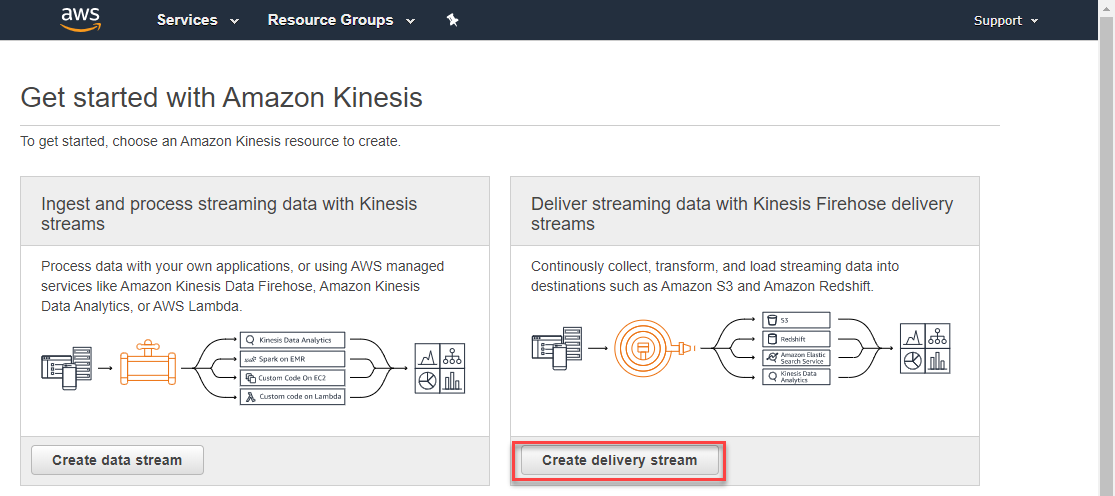 aws Services Resource Groups Support
Get started with Amazon Kinesis
To get started, choose an Amazon Kinesis resource to create.
Ingest and process streaming data with Kinesis
streams
Process data with your own applications, or using AWS managed
services like Amazon Kinesis Data Firehose, Amazon Kinesis
Data Analytics, or AWS Lambda.
Kinesis Data Analytics
Spark on EMR
Custom Code On EC2
Custom code on Lambda
Create data stream
Deliver streaming data with Kinesis Firehose delivery
streams
Continously collect, transform, and load streaming data into
destinations such as Amazon S3 and Amazon Redshift.
S3
Redshift
Amazon Elastic
Search Service
Kinesis Data
Analytics
Create delivery stream